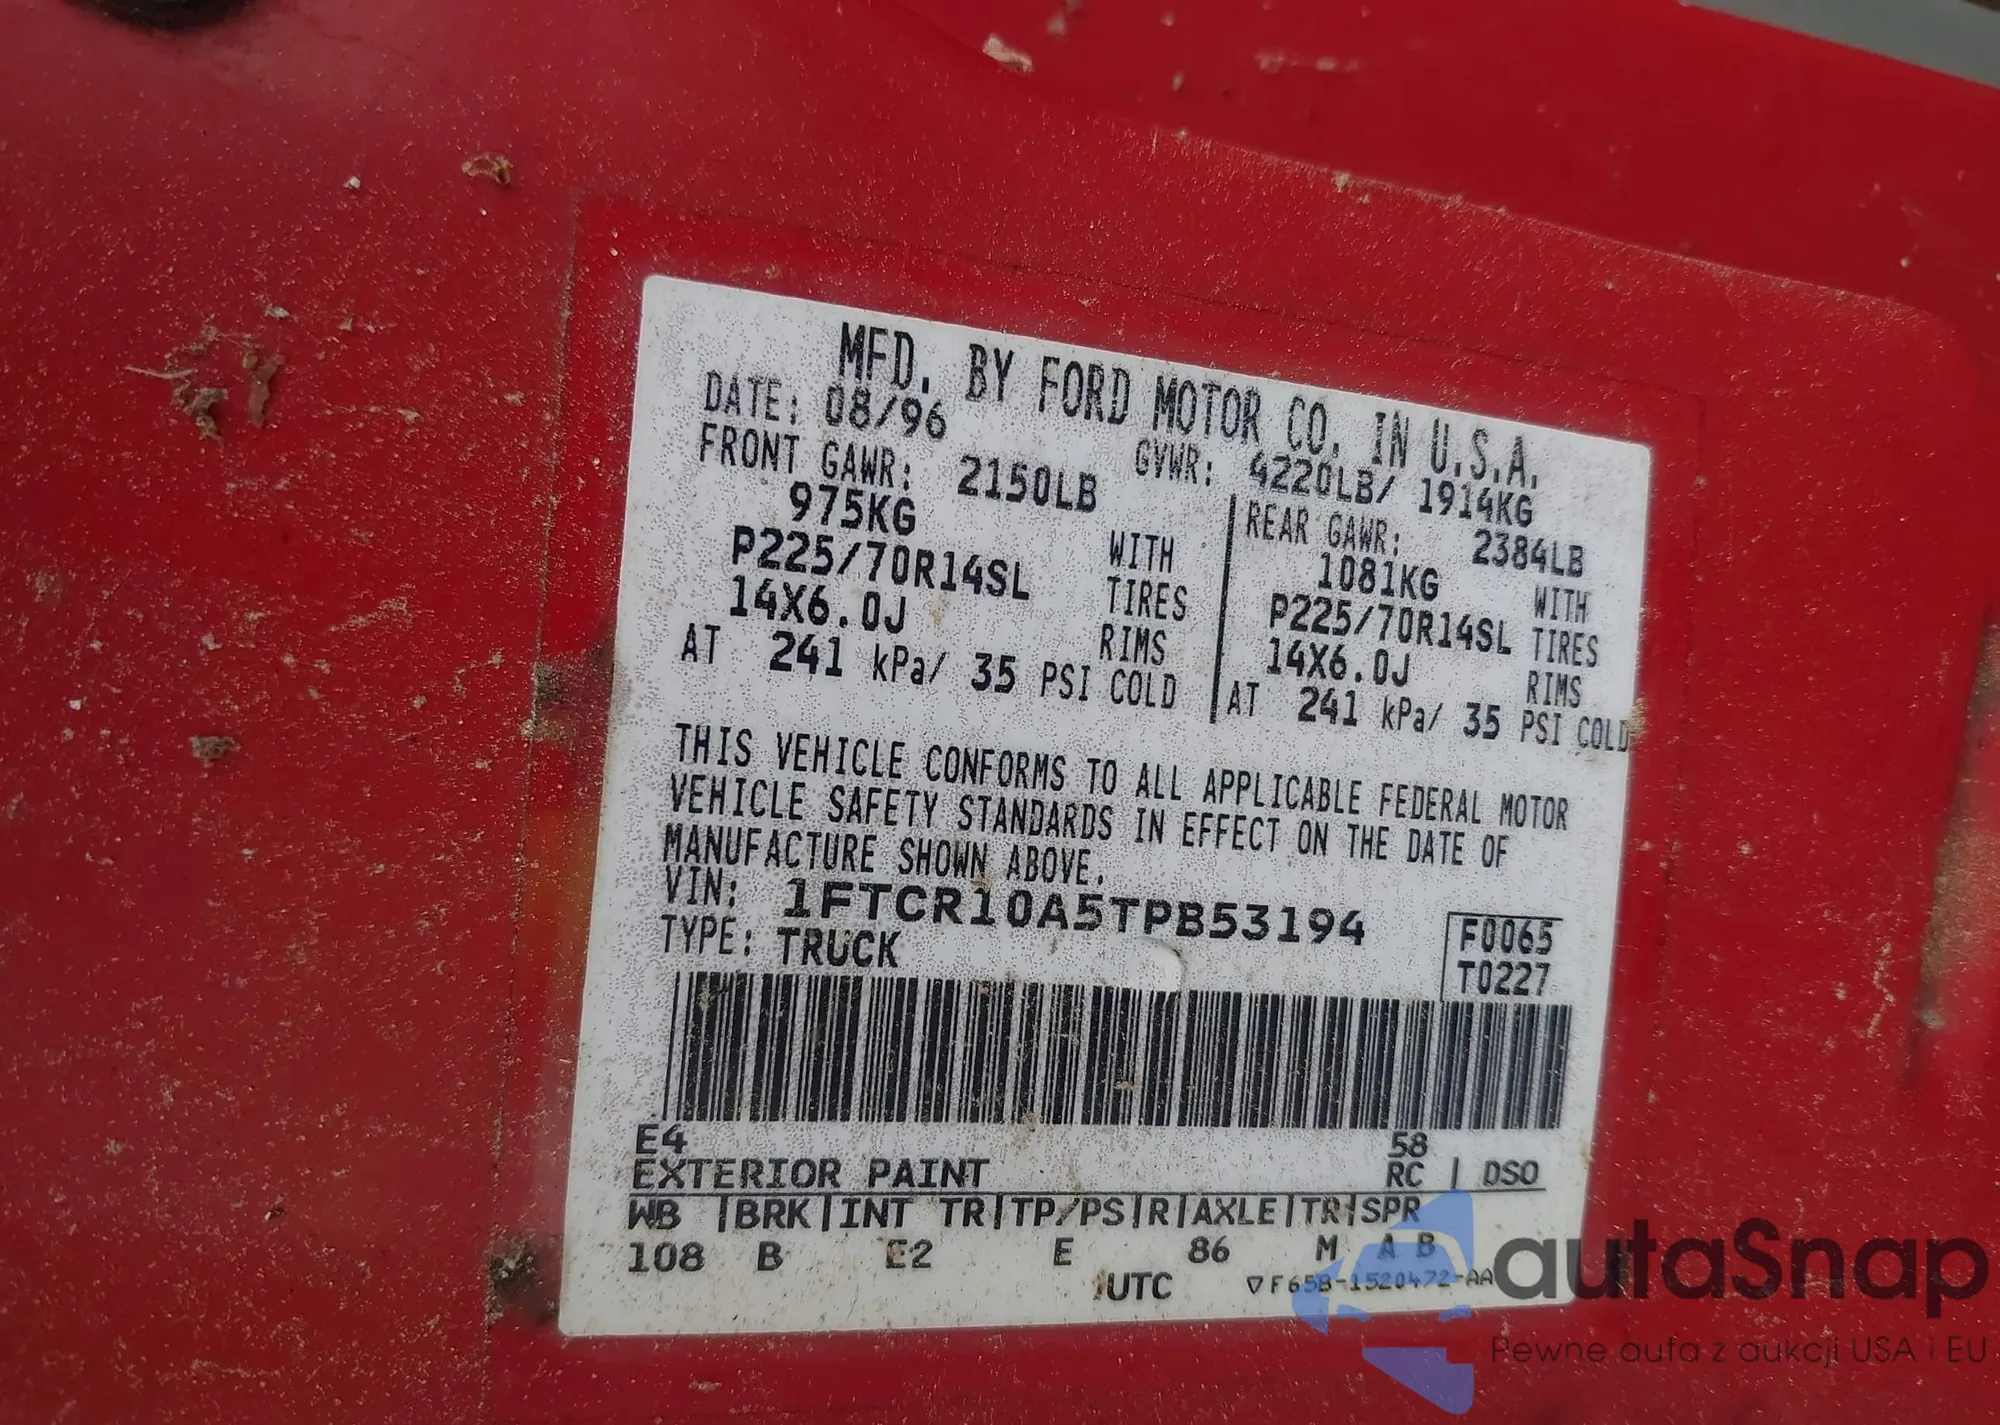 MFD. BY FORD MOTOR CO. IN U.S.A.
DATE: 08/96 GVWR: 4220LB/ 1914KG
FRONT GAWR: 2150LB REAR GAWR: 2384LB
975KG WITH 1081KG WITH
P225/70R14SL TIRES P225/70R14SL TIRES
14X6.0J RIMS 14X6.0J RIMS
AT 241 kPa/ 35 PSI COLD AT 241 kPa/ 35 PSI COLD
THIS VEHICLE CONFORMS TO ALL APPLICABLE FEDERAL MOTOR
VEHICLE SAFETY STANDARDS IN EFFECT ON THE DATE OF
MANUFACTURE SHOWN ABOVE.
VIN: 1FTCR10A5TPB53194 F0065
TYPE: TRUCK T0227
E4 58
EXTERIOR PAINT RC | DSO
WB |BRK|INT TR|TP/PS|R|AXLE|TR|SPR
108 B E2 E 86 M A B
UTC ▽F65B-1520472-AA
autaSnap
Pewne auta z aukcji USA i EU